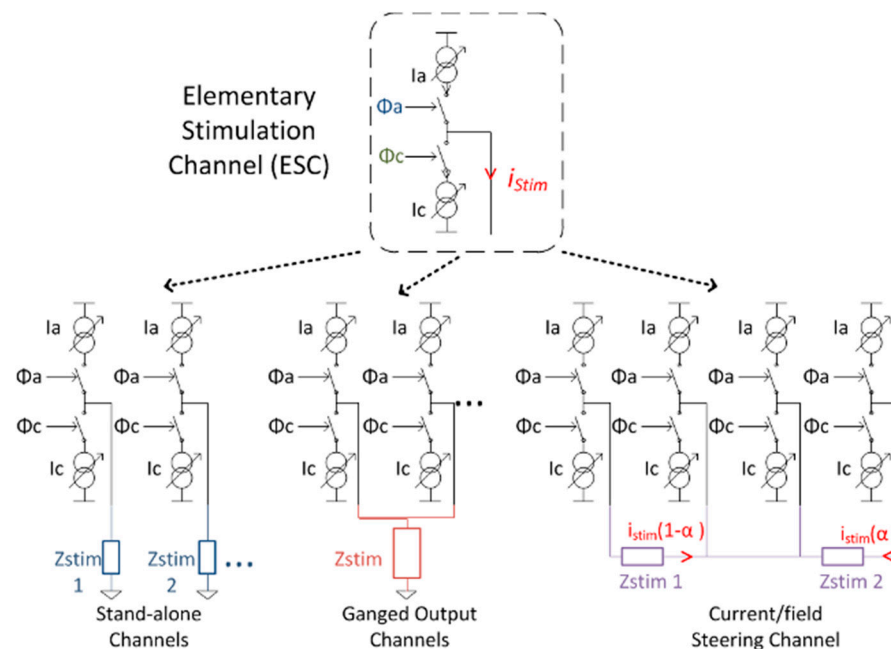 Elementary
Stimulation
Channel (ESC)
Ia
Φa
Φc
Ic
iStim
Ia
Ia
Φa
Φa
Φc
Φc
Ic
Ic
Zstim
1
Zstim
2
...
Stand-alone
Channels
Ia
Ia
Φa
Φa
...
Φc
Φc
Ic
Ic
Zstim
Ganged Output
Channels
Ia
Ia
Ia
Ia
Φa
Φa
Φa
Φa
Φc
Φc
Φc
Φc
Ic
Ic
Ic
Ic
istim(1-α)
istim(α
Zstim 1
Zstim 2
Current/field
Steering Channel